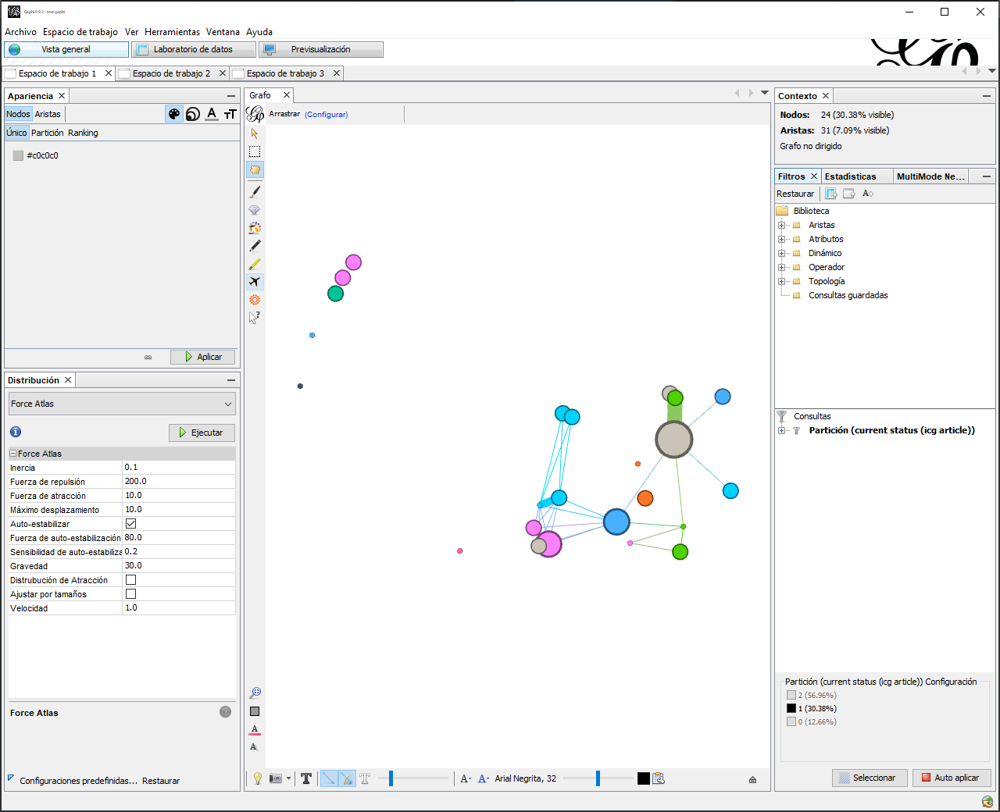 Gephi 0.9.2 - test gephi
Archivo Espacio de trabajo Ver Herramientas Ventana Ayuda
Vista general Laboratorio de datos Previsualización
Espacio de trabajo 1 Espacio de trabajo 2 Espacio de trabajo 3
Apariencia
Nodos Aristas
Único Partición Ranking
#c0c0c0
Aplicar
Distribución
Force Atlas
Ejecutar
Force Atlas
Inercia 0.1
Fuerza de repulsión 200.0
Fuerza de atracción 10.0
Máximo desplazamiento 10.0
Auto-estabilizar
Fuerza de auto-estabilización 80.0
Sensibilidad de auto-estabiliza 0.2
Gravedad 30.0
Distrubución de Atracción
Ajustar por tamaños
Velocidad 1.0
Force Atlas
Configuraciones predefinidas... Restaurar
Grafo
Arrastrar (Configurar)
Arial Negrita, 32
Contexto
Nodos: 24 (30.38% visible)
Aristas: 31 (7.09% visible)
Grafo no dirigido
Filtros Estadísticas MultiMode Ne...
Restaurar
Biblioteca
Aristas
Atributos
Dinámico
Operador
Topología
Consultas guardadas
Consultas
Partición (current status (icg article))
Partición (current status (icg article)) Configuración
2 (56.96%)
1 (30.38%)
0 (12.66%)
Seleccionar Auto aplicar